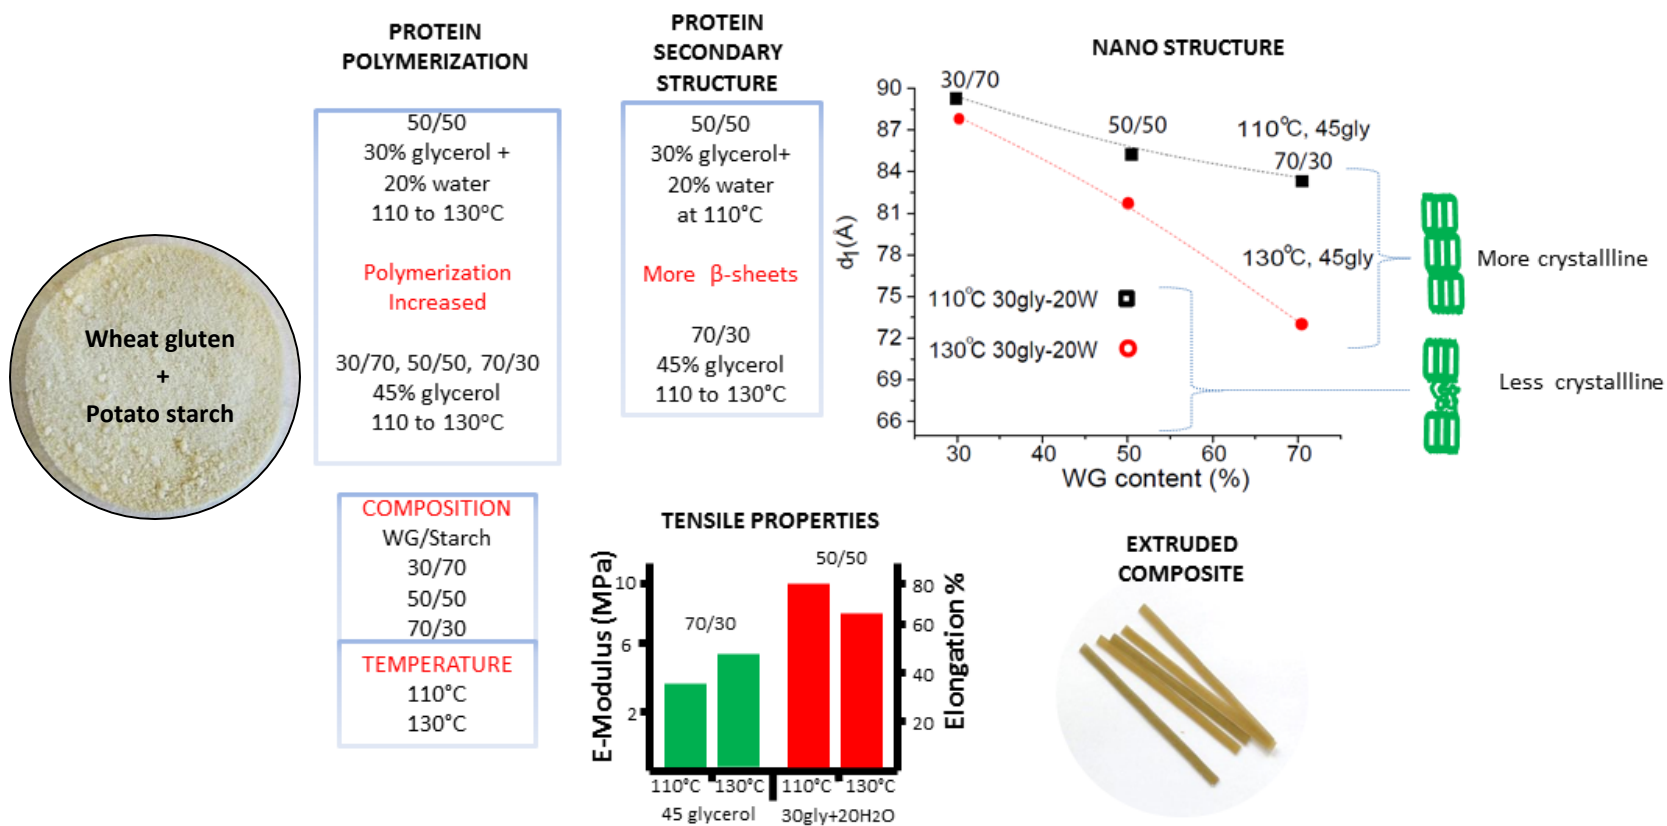 Wheat gluten
+
Potato starch
PROTEIN
POLYMERIZATION
50/50
30% glycerol +
20% water
110 to 130°C
Polymerization
Increased
30/70, 50/50, 70/30
45% glycerol
110 to 130°C
COMPOSITION
WG/Starch
30/70
50/50
70/30
TEMPERATURE
110°C
130°C
PROTEIN
SECONDARY
STRUCTURE
50/50
30% glycerol+
20% water
at 110°C
More β-sheets
70/30
45% glycerol
110 to 130°C
NANO STRUCTURE
d₁(Å)
90
87
84
81
78
75
72
69
66
30/70
50/50
110°C, 45gly
70/30
130°C, 45gly
110°C 30gly-20W
130°C 30gly-20W
30
40
50
60
70
WG content (%)
More crystallline
Less crystallline
TENSILE PROPERTIES
E-Modulus (MPa)
10
6
2
70/30
50/50
80
60
40
20
Elongation %
110°C
130°C
110°C
130°C
45 glycerol
30gly+20H2O
EXTRUDED
COMPOSITE